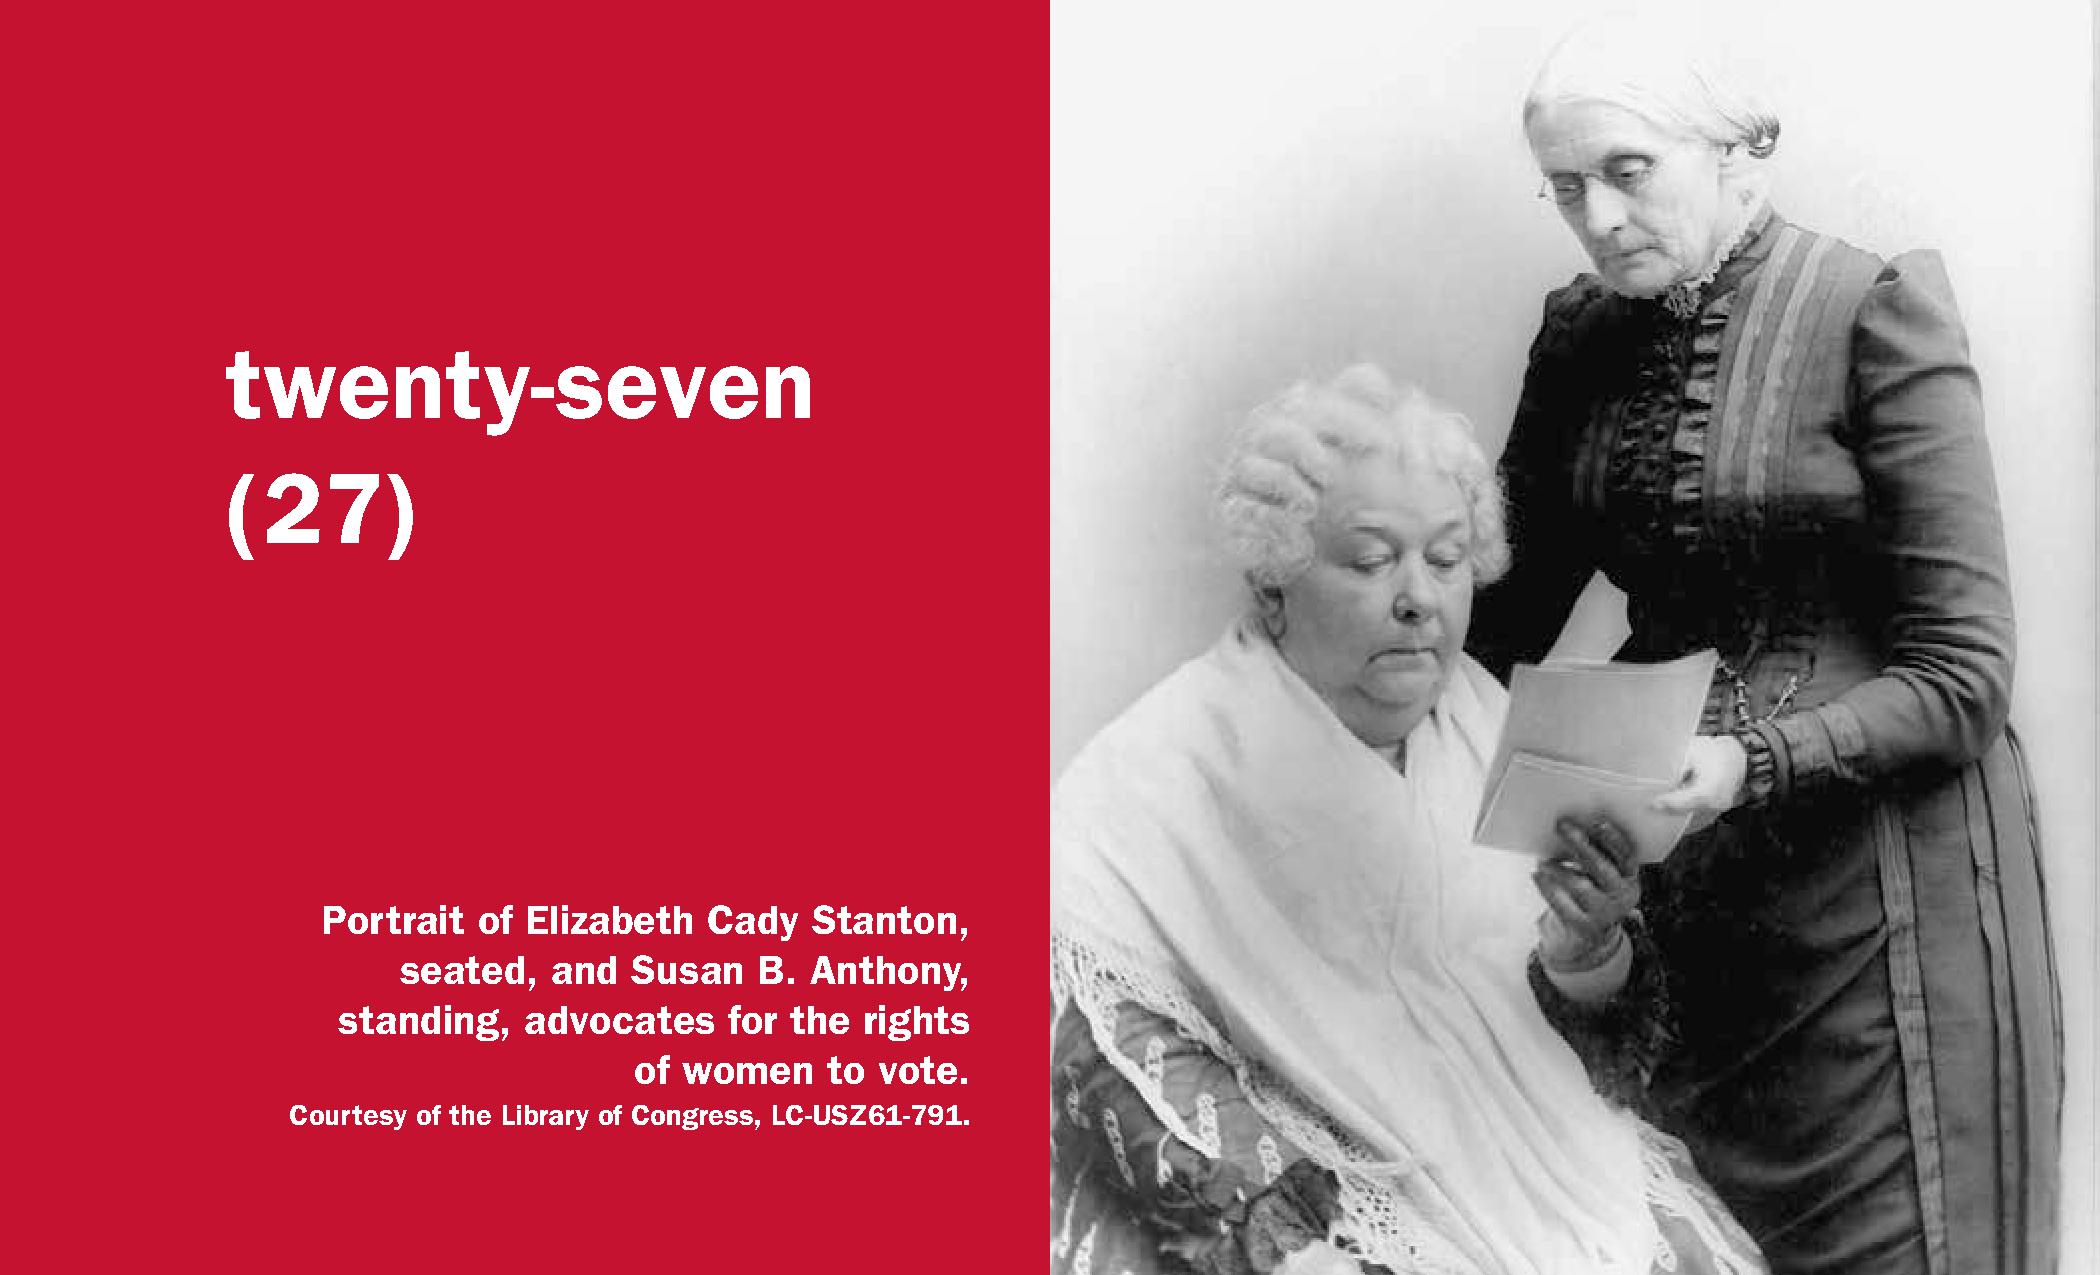 twenty-seven
(27)
Portrait of Elizabeth Cady Stanton,
seated, and Susan B. Anthony,
standing, advocates for the rights
of women to vote.
Courtesy of the Library of Congress, LC-USZ61-791.